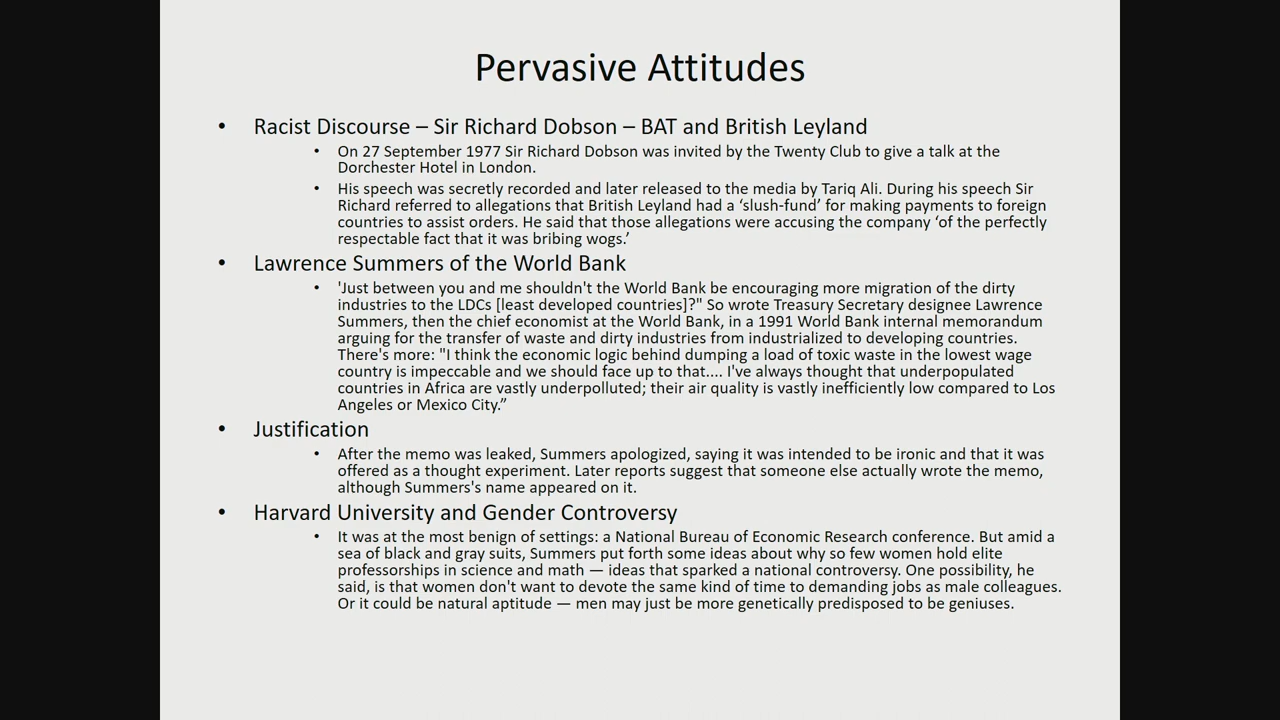 Pervasive Attitudes
• Racist Discourse – Sir Richard Dobson – BAT and British Leyland
• On 27 September 1977 Sir Richard Dobson was invited by the Twenty Club to give a talk at the
Dorchester Hotel in London.
• His speech was secretly recorded and later released to the media by Tariq Ali. During his speech Sir
Richard referred to allegations that British Leyland had a ‘slush-fund’ for making payments to foreign
countries to assist orders. He said that those allegations were accusing the company ‘of the perfectly
respectable fact that it was bribing wogs.’
• Lawrence Summers of the World Bank
• 'Just between you and me shouldn't the World Bank be encouraging more migration of the dirty
industries to the LDCs [least developed countries]?" So wrote Treasury Secretary designee Lawrence
Summers, then the chief economist at the World Bank, in a 1991 World Bank internal memorandum
arguing for the transfer of waste and dirty industries from industrialized to developing countries.
There's more: "I think the economic logic behind dumping a load of toxic waste in the lowest wage
country is impeccable and we should face up to that.... I've always thought that underpopulated
countries in Africa are vastly underpolluted; their air quality is vastly inefficiently low compared to Los
Angeles or Mexico City.”
• Justification
• After the memo was leaked, Summers apologized, saying it was intended to be ironic and that it was
offered as a thought experiment. Later reports suggest that someone else actually wrote the memo,
although Summers's name appeared on it.
• Harvard University and Gender Controversy
• It was at the most benign of settings: a National Bureau of Economic Research conference. But amid a
sea of black and gray suits, Summers put forth some ideas about why so few women hold elite
professorships in science and math — ideas that sparked a national controversy. One possibility, he
said, is that women don't want to devote the same kind of time to demanding jobs as male colleagues.
Or it could be natural aptitude — men may just be more genetically predisposed to be geniuses.